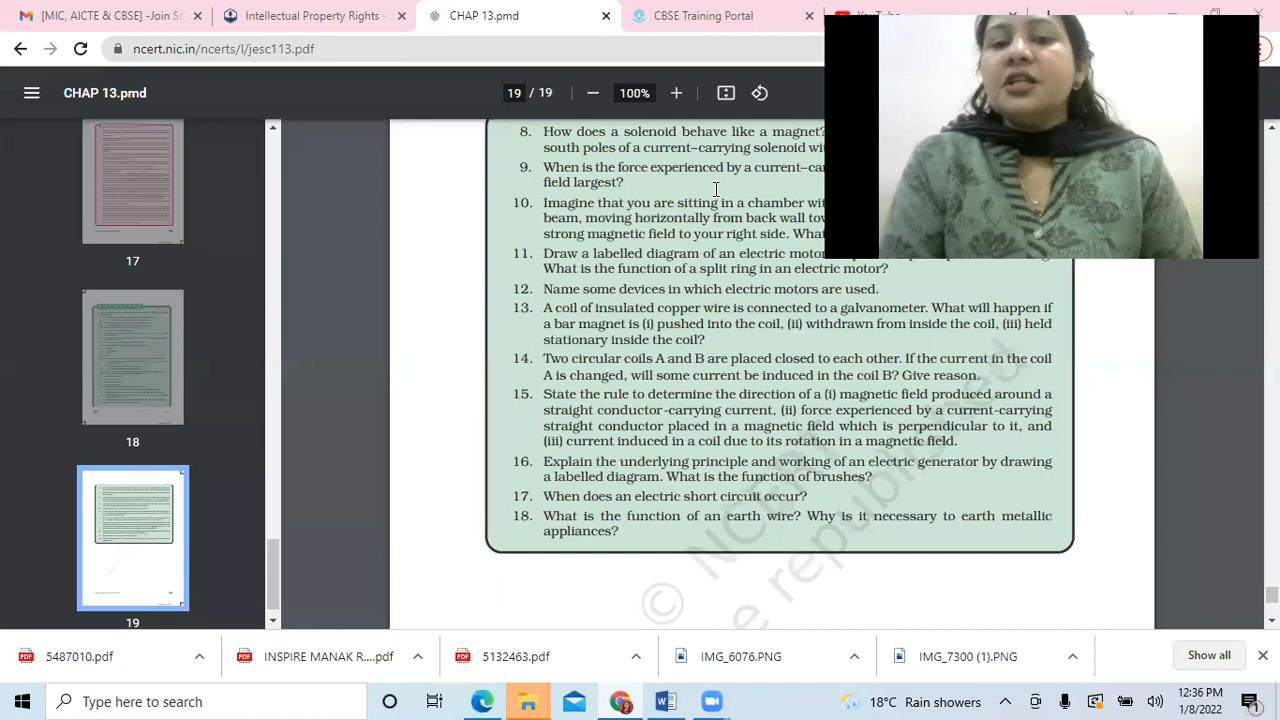 [MIC, AICTE & CBSE]Join So
Intellectual Property Rights -
CHAP 13.pmd
CBSE Training Portal
ncert.nic.in/ncerts/l/jesc113.pdf
CHAP 13.pmd
19 / 19
100%
17
18
19
8. How does a solenoid behave like a magnet?
south poles of a current–carrying solenoid
9. When is the force experienced by a
field largest?
10. Imagine that you are sitting in a chamber
beam, moving horizontally from back wall
strong magnetic field to your right side.
11. Draw a labelled diagram of an electric motor
What is the function of a split ring in an electric motor?
12. Name some devices in which electric motors are used.
13. A coil of insulated copper wire is connected to a galvanometer. What will happen if
a bar magnet is (i) pushed into the coil, (ii) withdrawn from inside the coil, (iii) held
stationary inside the coil?
14. Two circular coils A and B are placed closed to each other. If the current in the coil
A is changed, will some current be induced in the coil B? Give reason.
15. State the rule to determine the direction of a (i) magnetic field produced around a
straight conductor-carrying current, (ii) force experienced by a current-carrying
straight conductor placed in a magnetic field which is perpendicular to it, and
(iii) current induced in a coil due to its rotation in a magnetic field.
16. Explain the underlying principle and working of an electric generator by drawing
a labelled diagram. What is the function of brushes?
17. When does an electric short circuit occur?
18. What is the function of an earth wire? Why is it necessary to earth metallic
appliances?
© NCERT
be republished
5487010.pdf
INSPIRE MANAK R....pdf
5132463.pdf
IMG_6076.PNG
IMG_7300 (1).PNG
Show all
Type here to search
18°C Rain showers
12:36 PM
1/8/2022